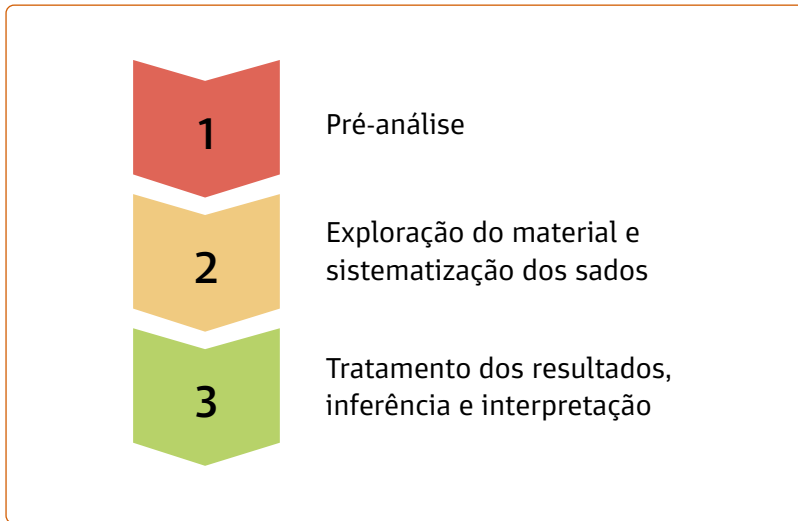 1
Pré-análise
2
Exploração do material e
sistematização dos sados
3
Tratamento dos resultados,
inferência e interpretação